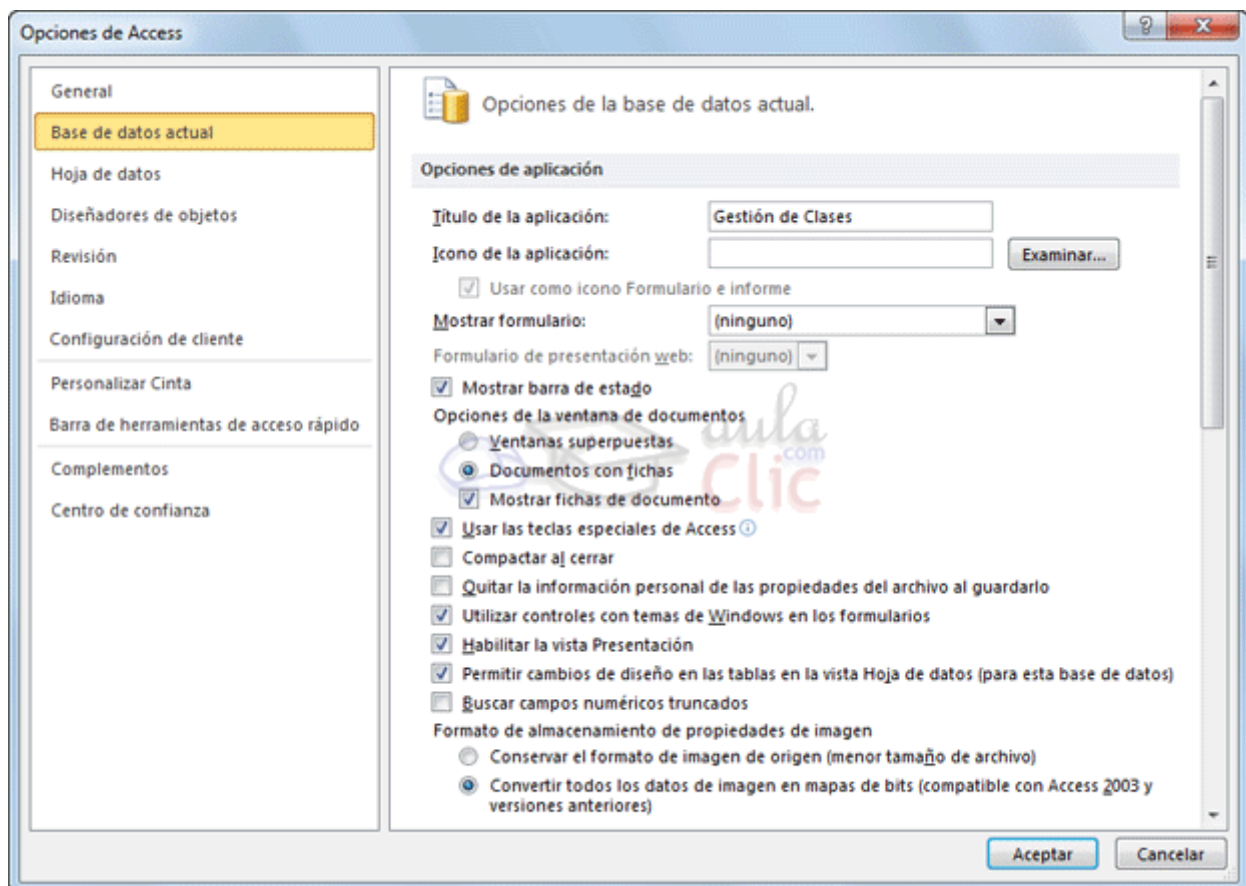 Opciones de Access
General
Base de datos actual
Hoja de datos
Diseñadores de objetos
Revisión
Idioma
Configuración de cliente
Personalizar Cinta
Barra de herramientas de acceso rápido
Complementos
Centro de confianza
Opciones de la base de datos actual.
Opciones de aplicación
Título de la aplicación: Gestión de Clases
Icono de la aplicación: Examinar...
Usar como icono Formulario e informe
Mostrar formulario: (ninguno)
Formulario de presentación web: (ninguno)
Mostrar barra de estado
Opciones de la ventana de documentos
Ventanas superpuestas
Documentos con fichas
Mostrar fichas de documento
aula
.com
Clic
Usar las teclas especiales de Access
Compactar al cerrar
Quitar la información personal de las propiedades del archivo al guardarlo
Utilizar controles con temas de Windows en los formularios
Habilitar la vista Presentación
Permitir cambios de diseño en las tablas en la vista Hoja de datos (para esta base de datos)
Buscar campos numéricos truncados
Formato de almacenamiento de propiedades de imagen
Conservar el formato de imagen de origen (menor tamaño de archivo)
Convertir todos los datos de imagen en mapas de bits (compatible con Access 2003 y
versiones anteriores)
Aceptar Cancelar